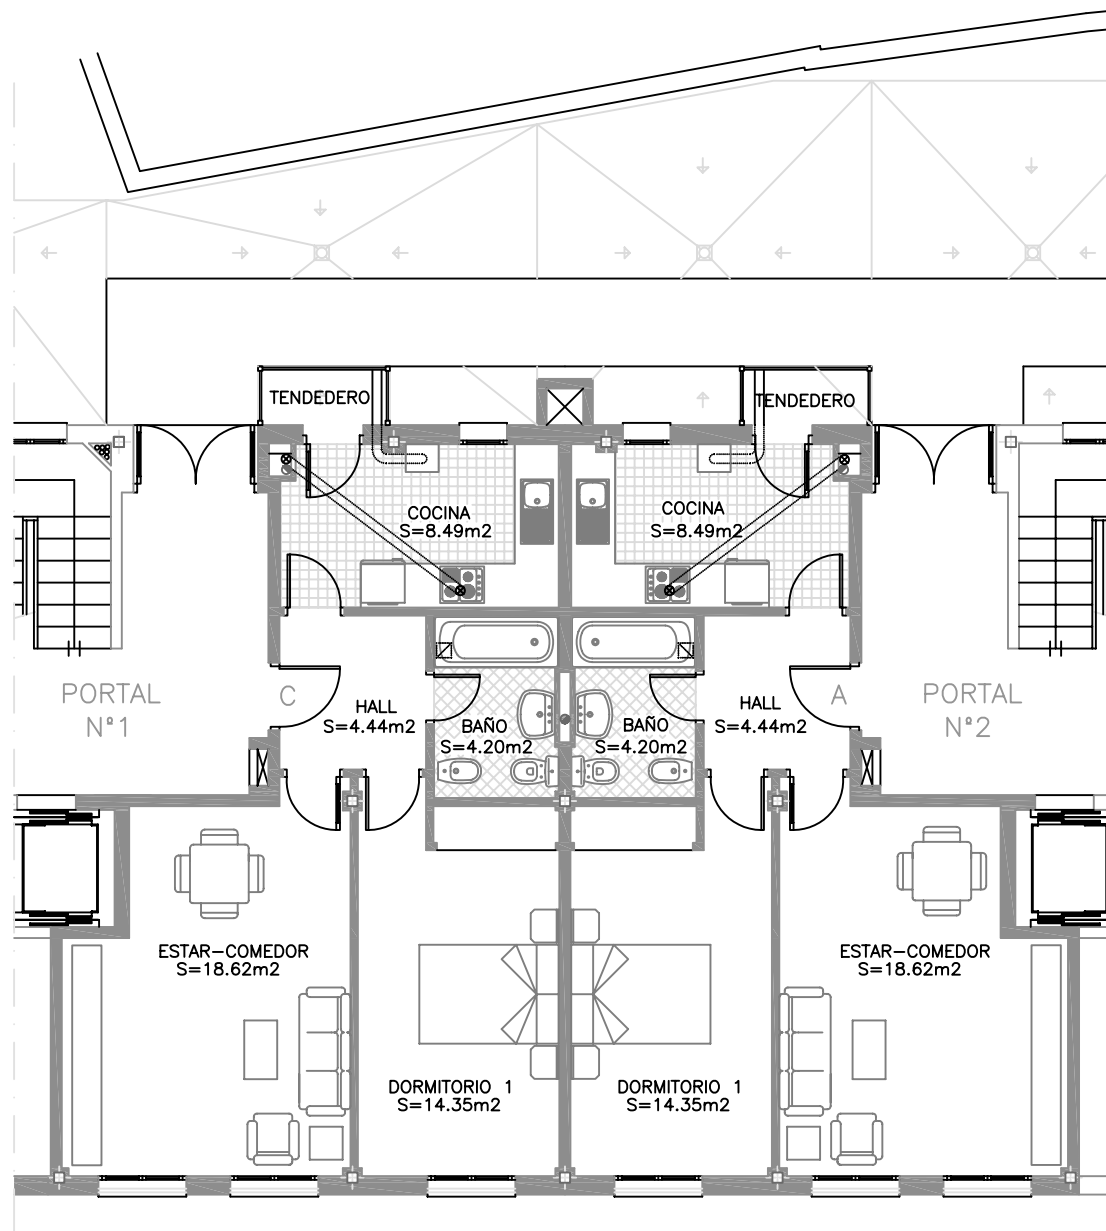 TENDEDERO
TENDEDERO
COCINA
S=8.49m2
COCINA
S=8.49m2
PORTAL
Nº1
C
HALL
S=4.44m2
BAÑO
S=4.20m2
BAÑO
S=4.20m2
HALL
S=4.44m2
A
PORTAL
Nº2
ESTAR-COMEDOR
S=18.62m2
ESTAR-COMEDOR
S=18.62m2
DORMITORIO 1
S=14.35m2
DORMITORIO 1
S=14.35m2